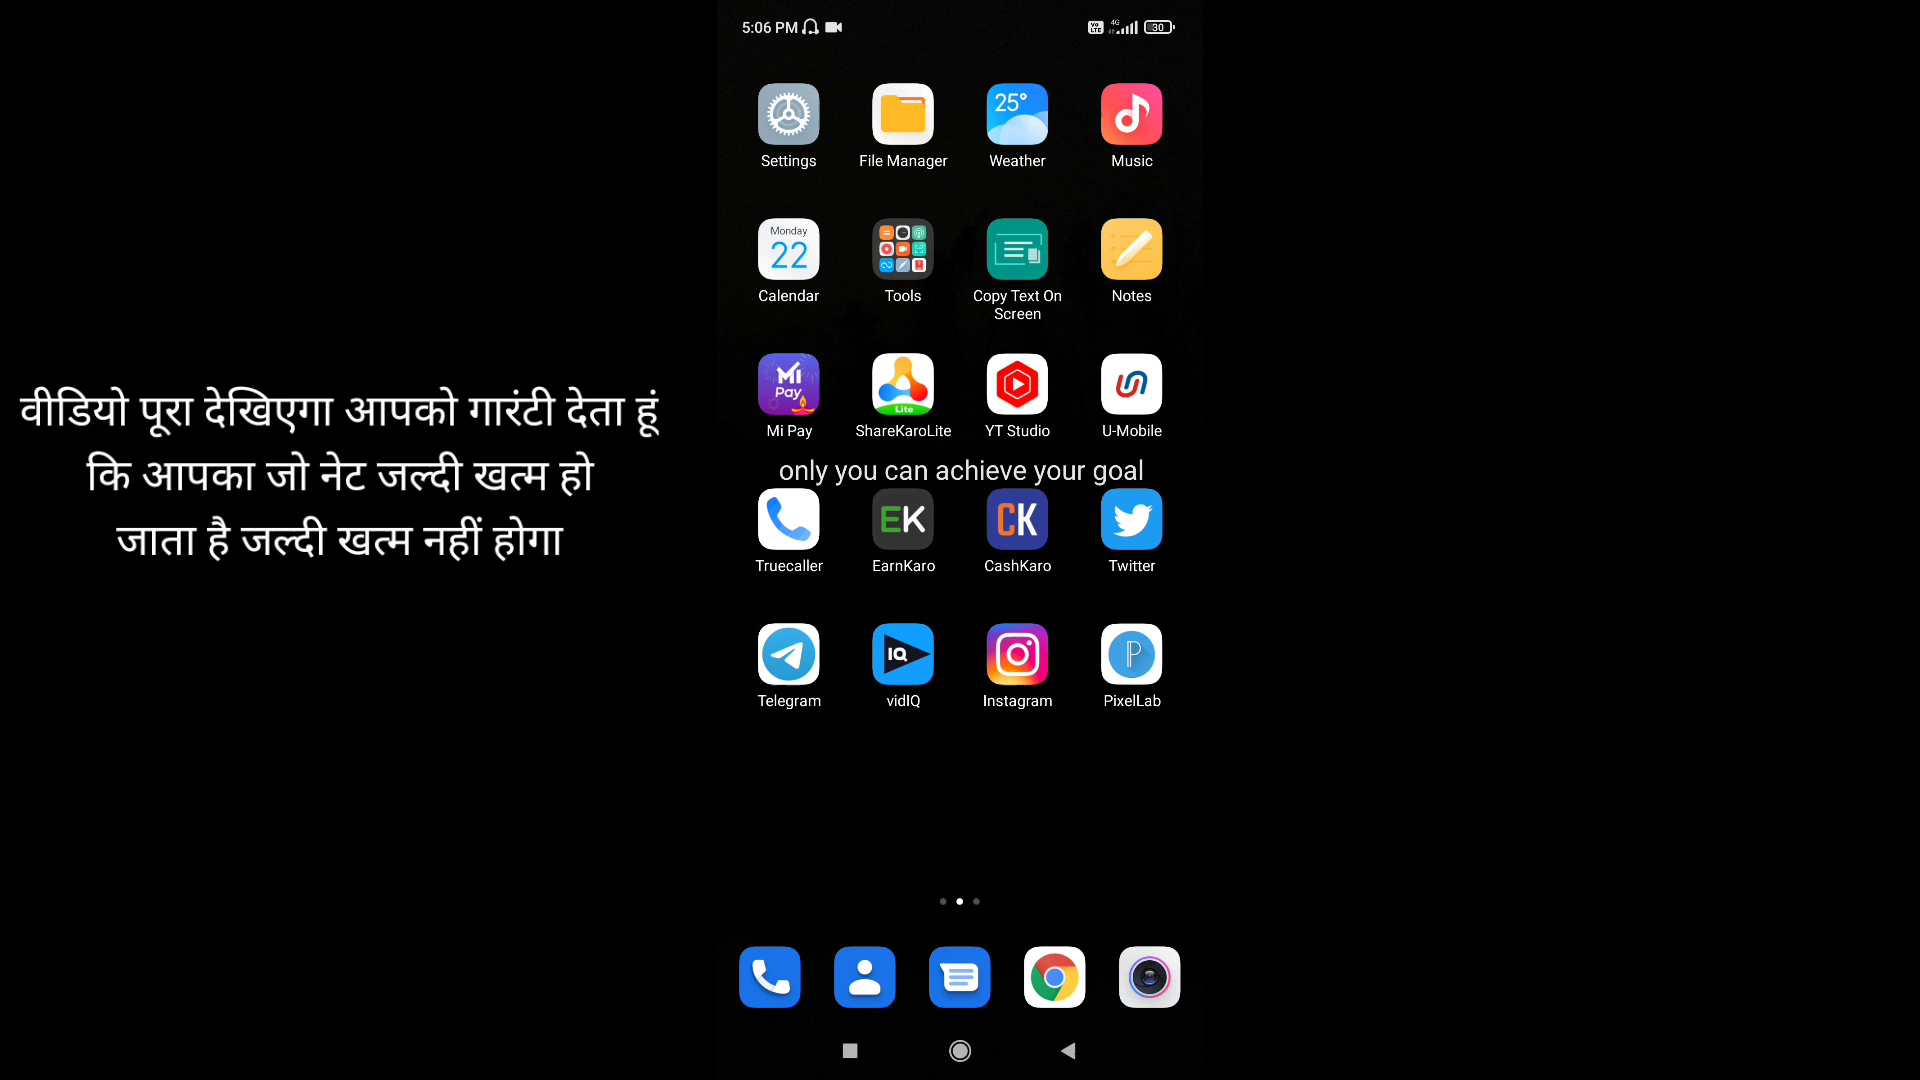 5:06 PM
4G
30
25°
Settings
File Manager
Weather
Music
Monday
22
Calendar
Tools
Copy Text On
Screen
Notes
Mi
Pay
Lite
Mi Pay
ShareKaroLite
YT Studio
U-Mobile
वीडियो पूरा देखिएगा आपको गारंटी देता हूं
कि आपका जो नेट जल्दी खत्म हो
जाता है जल्दी खत्म नहीं होगा
only you can achieve your goal
EK
CK
Truecaller
EarnKaro
CashKaro
Twitter
IQ
P
Telegram
vidIQ
Instagram
PixelLab